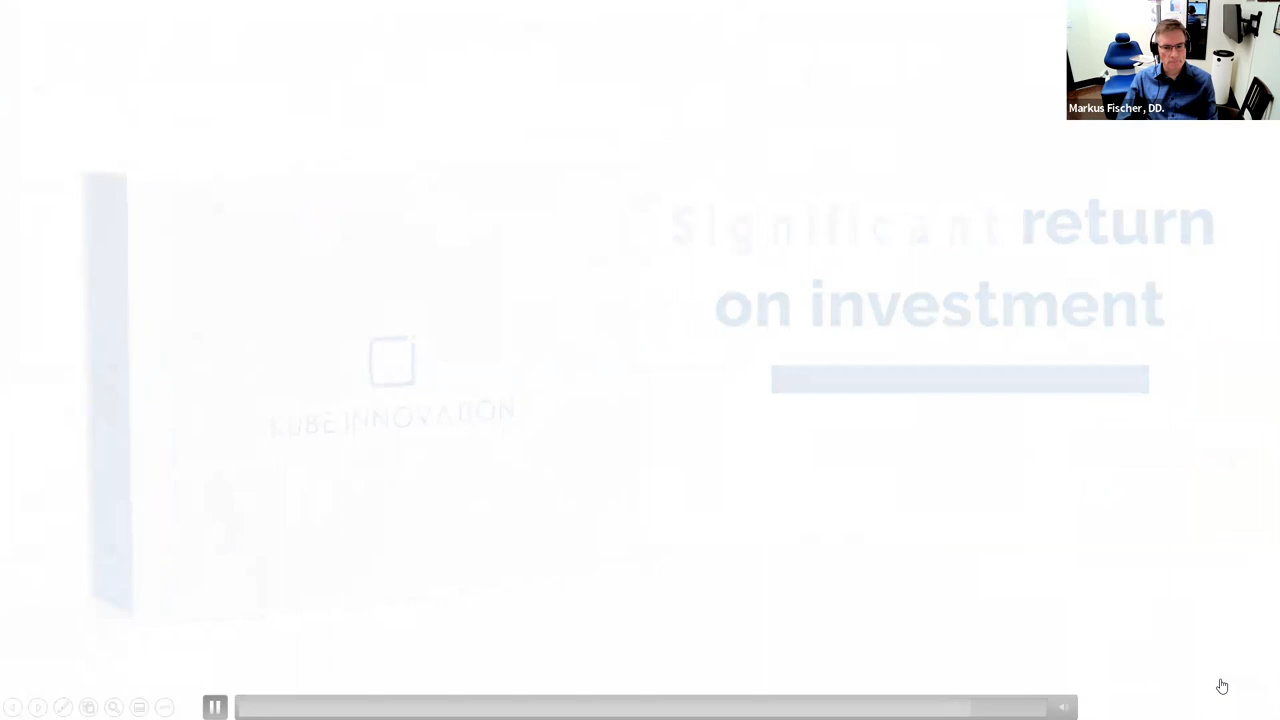 Markus Fischer, DD.
Significant return
on investment
KUBE INNOVATION